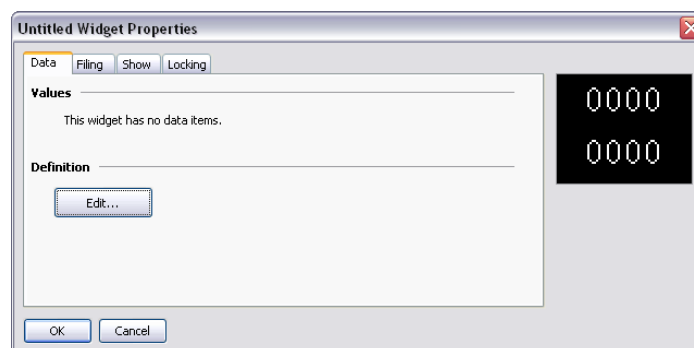 Untitled Widget Properties
Data Filing Show Locking
Values
This widget has no data items.
Definition
Edit...
OK Cancel
0000
0000